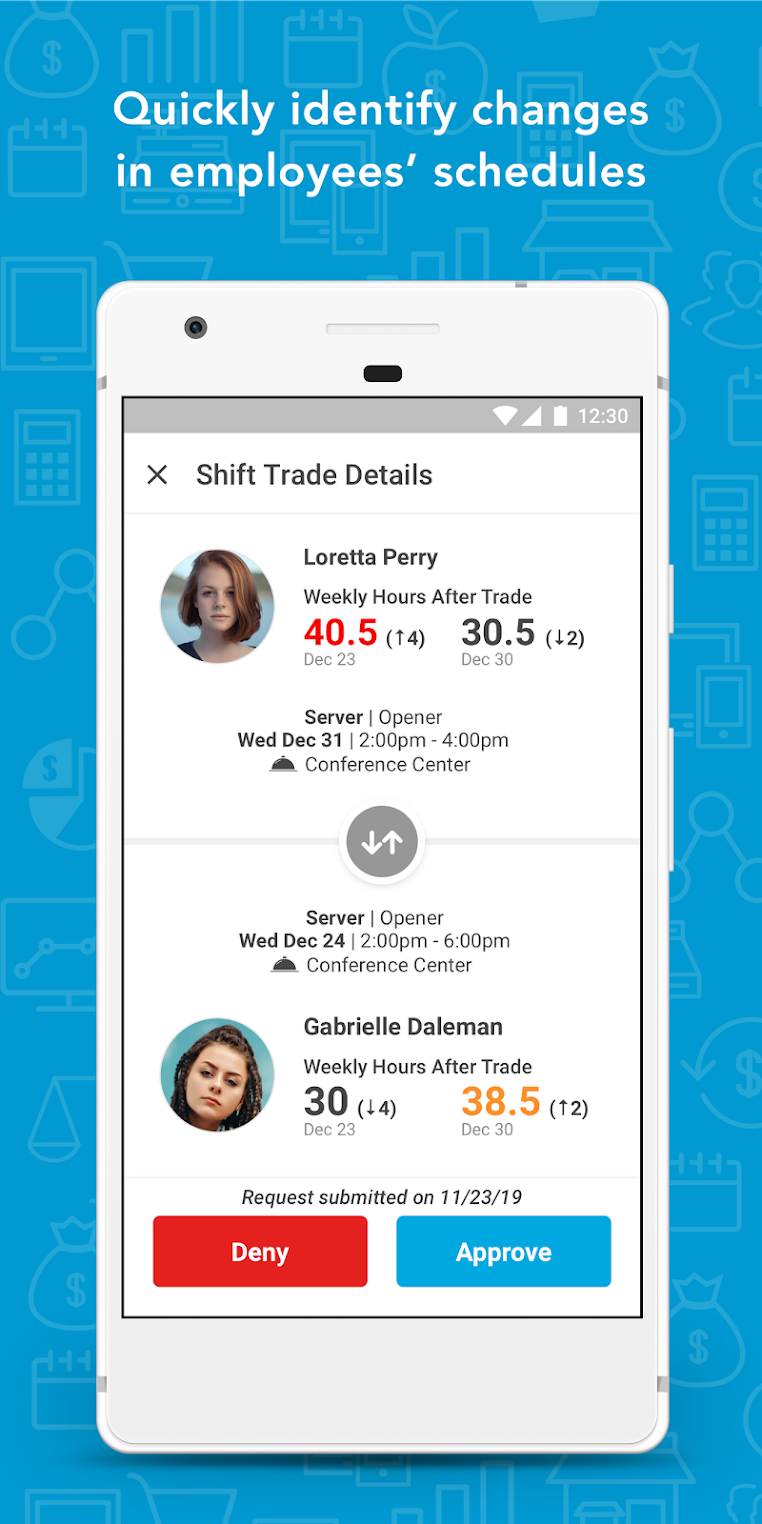 Quickly identify changes
in employees’ schedules
12:30
Shift Trade Details
Loretta Perry
Weekly Hours After Trade
40.5 (↑4) 30.5 (↓2)
Dec 23 Dec 30
Server | Opener
Wed Dec 31 | 2:00pm - 4:00pm
Conference Center
Server | Opener
Wed Dec 24 | 2:00pm - 6:00pm
Conference Center
Gabrielle Daleman
Weekly Hours After Trade
30 (↓4) 38.5 (↑2)
Dec 23 Dec 30
Request submitted on 11/23/19
Deny Approve